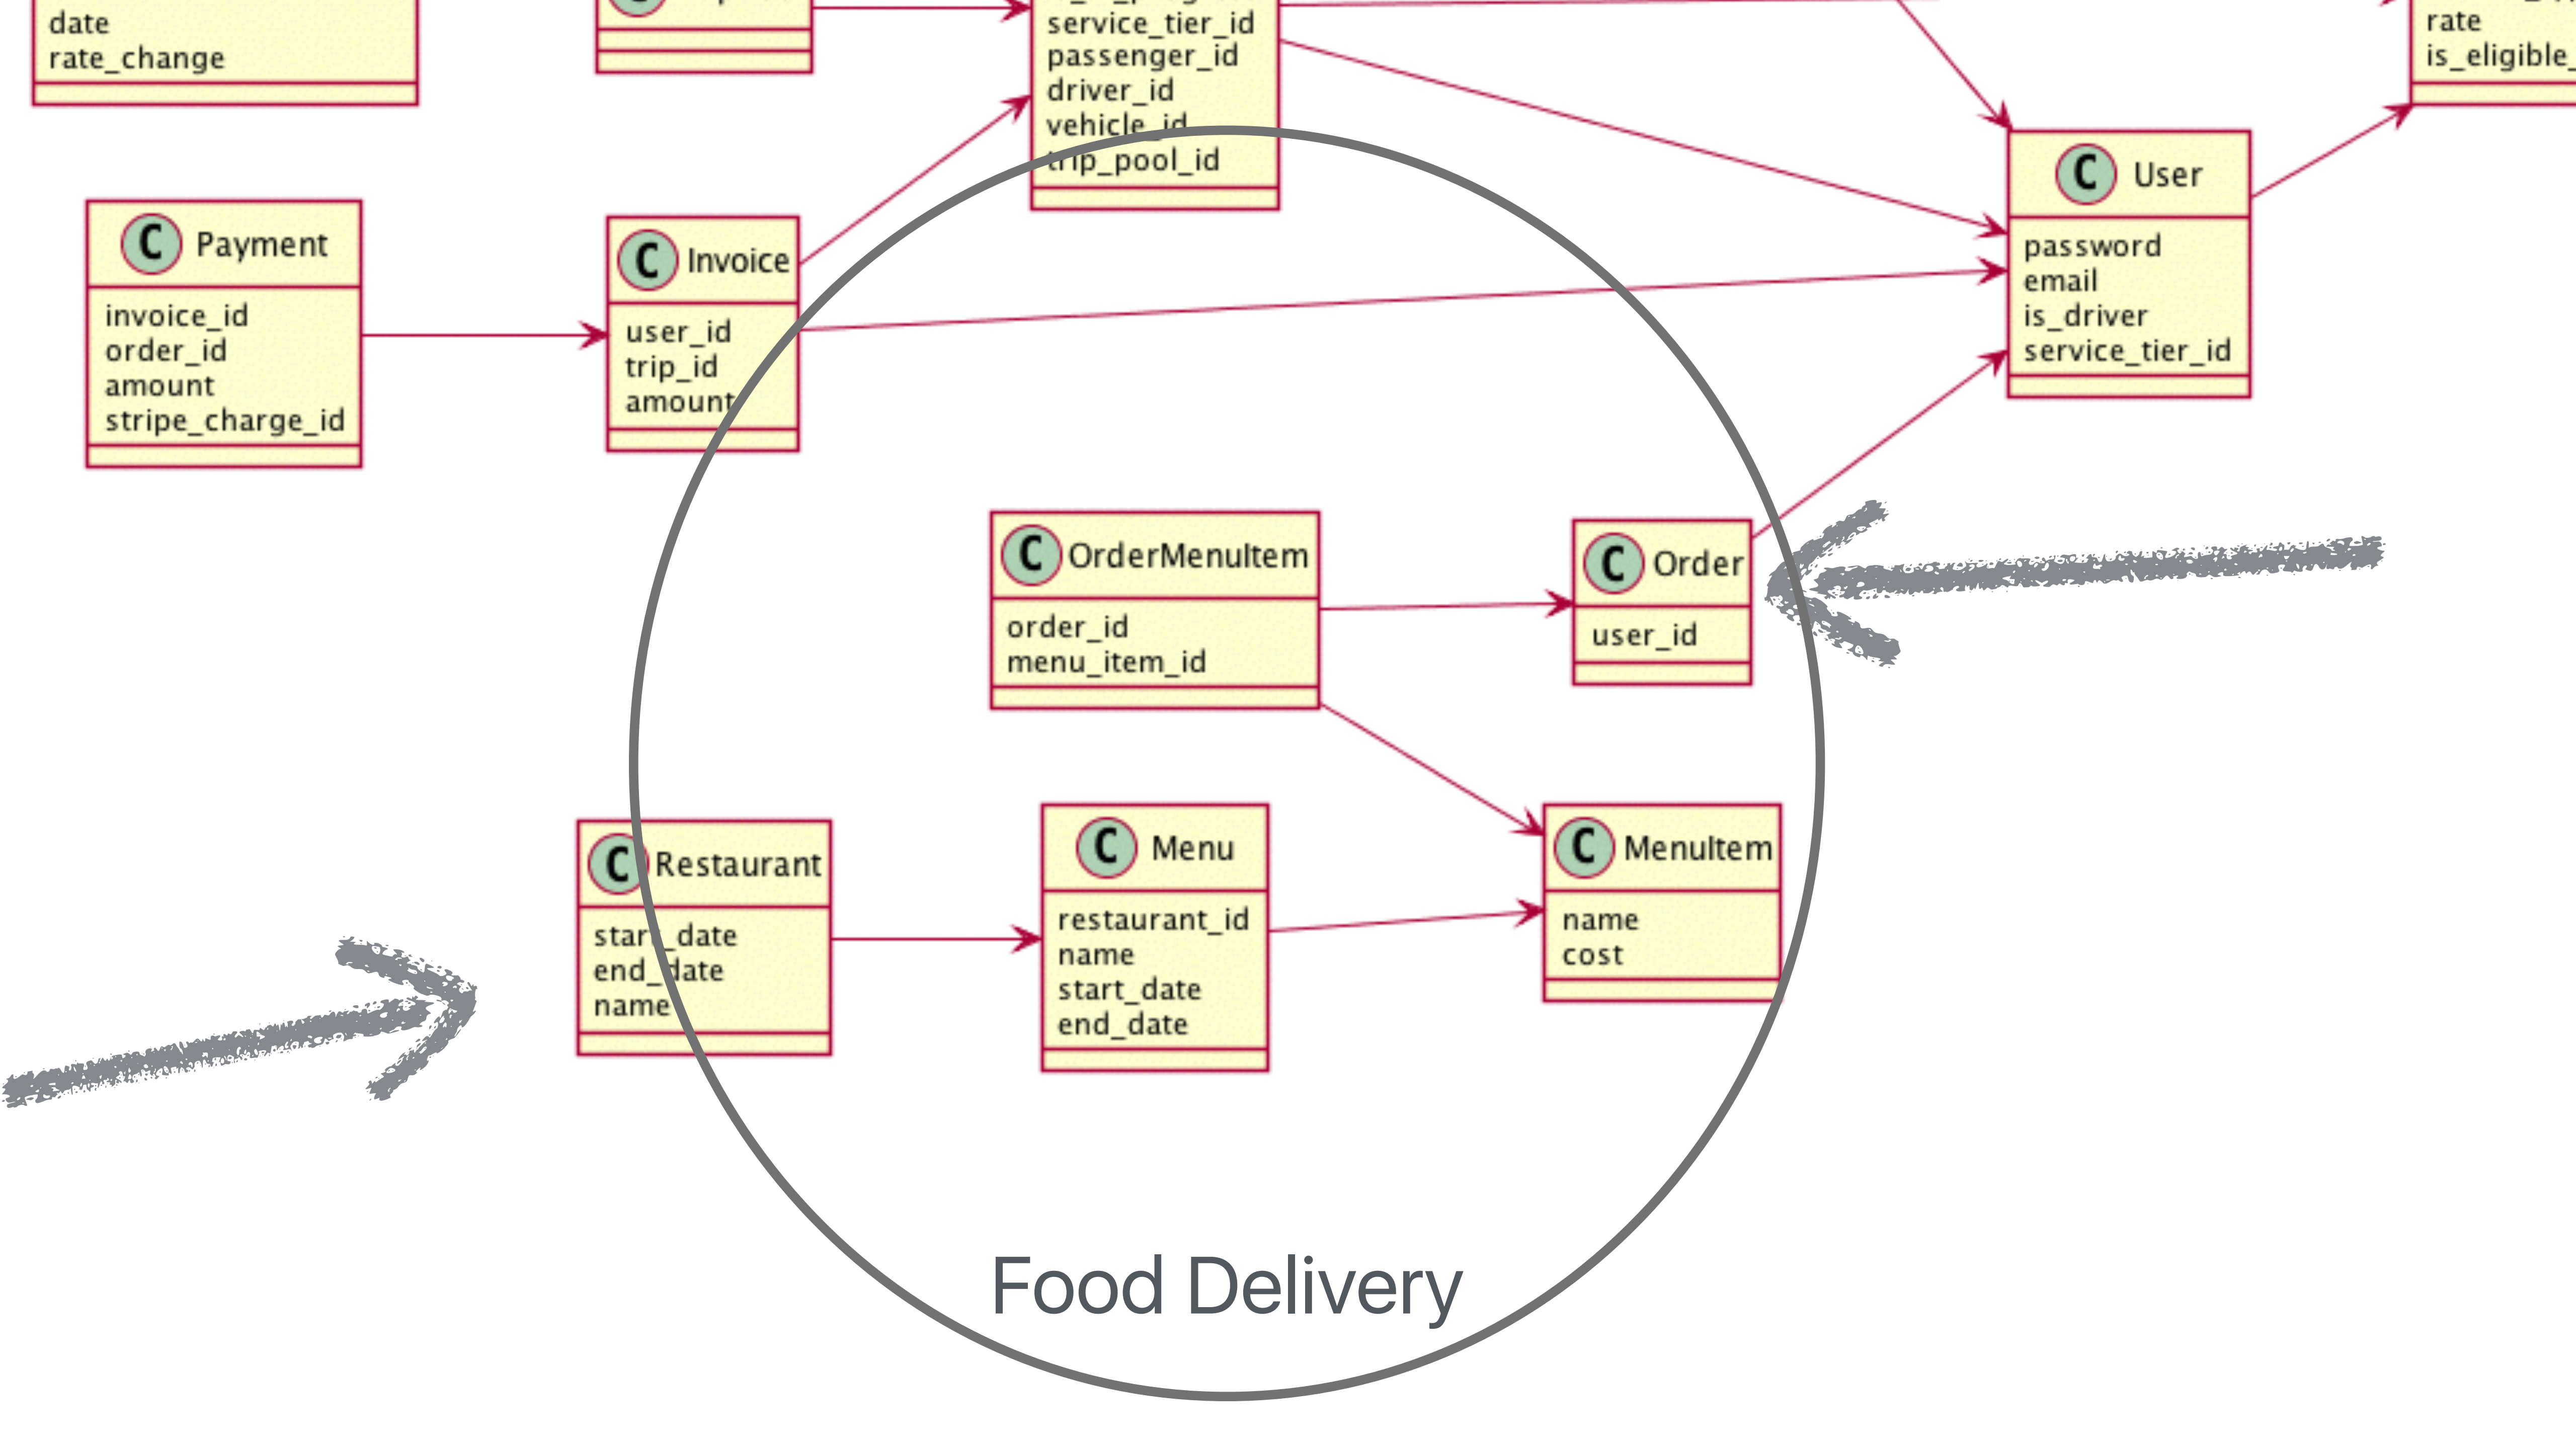 date
rate_change
service_tier_id
passenger_id
driver_id
vehicle_id
trip_pool_id
rate
is_eligible_
C User
password
email
is_driver
service_tier_id
C Payment
invoice_id
order_id
amount
stripe_charge_id
C Invoice
user_id
trip_id
amount
C OrderMenuItem
order_id
menu_item_id
C Order
user_id
C Restaurant
start_date
end_date
name
C Menu
restaurant_id
name
start_date
end_date
C MenuItem
name
cost
Food Delivery